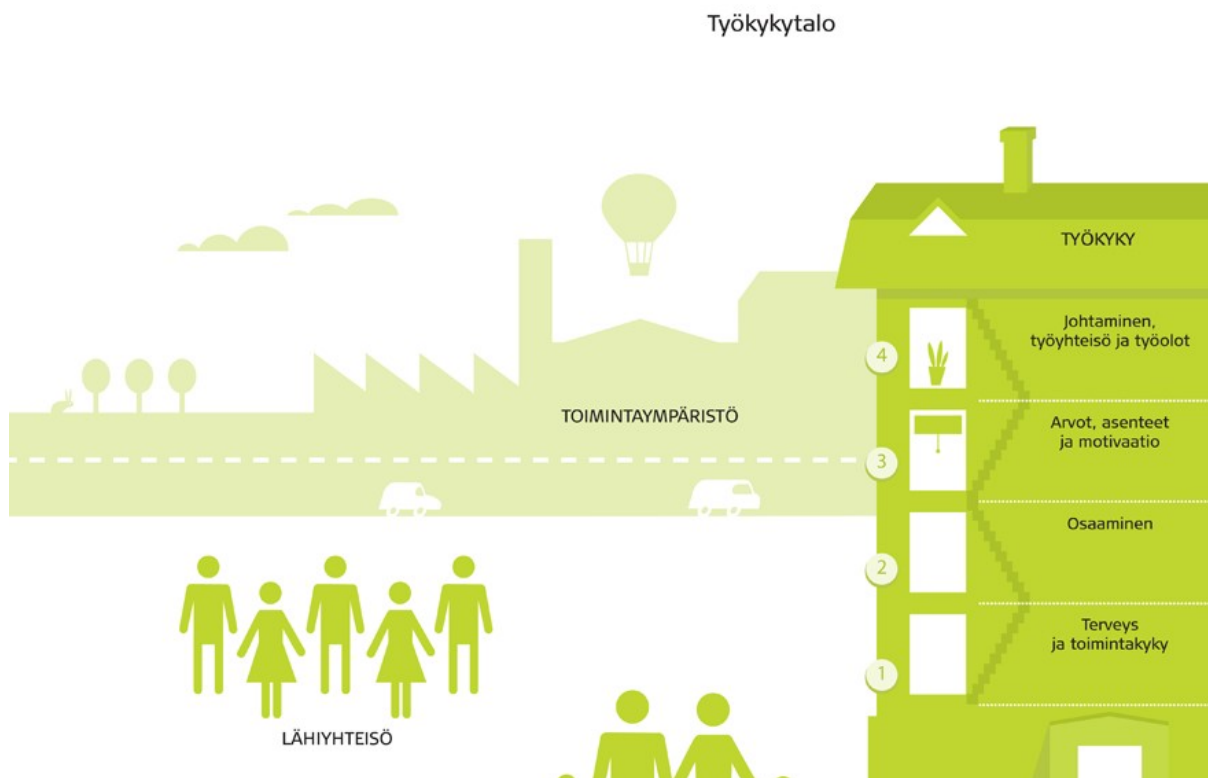 Työkykytalo
TYÖKYKY
4
Johtaminen,
työyhteisö ja työolot
TOIMINTAYMPÄRISTÖ
3
Arvot, asenteet
ja motivaatio
2
Osaaminen
1
Terveys
ja toimintakyky
LÄHIYHTEISÖ